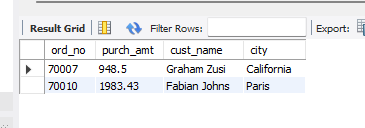 Result Grid Filter Rows: Export:
ord_no purch_amt cust_name city
70007 948.5 Graham Zusi California
70010 1983.43 Fabian Johns Paris